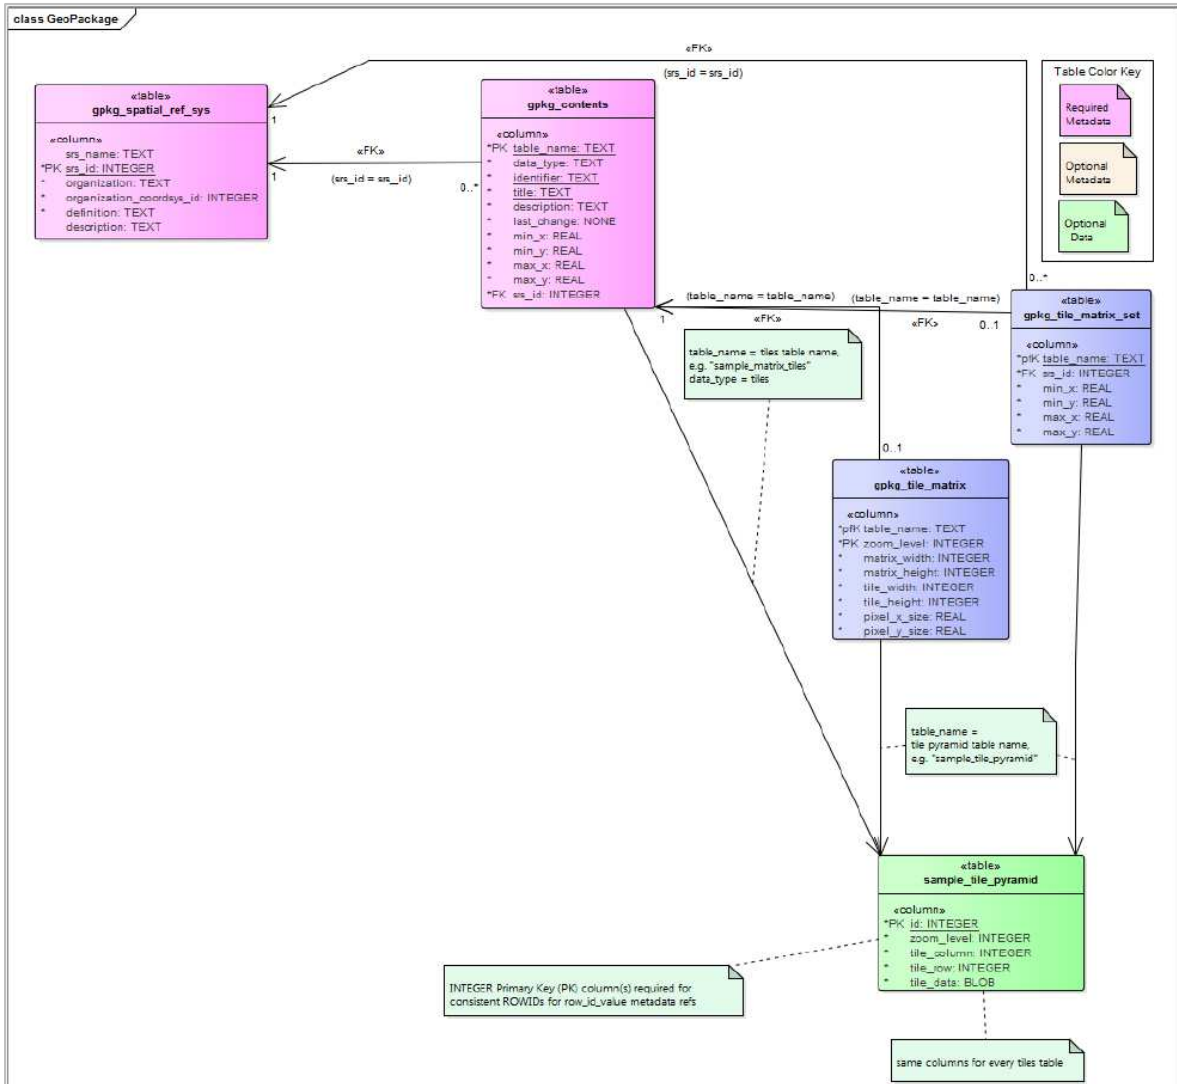 class GeoPackage
«FK»
(srs_id = srs_id)
Table Color Key
Required
Metadata
Optional
Metadata
Optional
Data
«table»
gpkg_spatial_ref_sys
«column»
srs_name: TEXT
*PK srs_id: INTEGER
* organization: TEXT
* organization_coordsys_id: INTEGER
* definition: TEXT
description: TEXT
1
1
«FK»
(srs_id = srs_id)
0..*
«table»
gpkg_contents
«column»
*PK table_name: TEXT
* data_type: TEXT
* identifier: TEXT
* title: TEXT
* description: TEXT
* last_change: NONE
* min_x: REAL
* min_y: REAL
* max_x: REAL
* max_y: REAL
*FK srs_id: INTEGER
0..*
(table_name = table_name)
(table_name = table_name)
1
«FK»
«FK»
0..1
«table»
gpkg_tile_matrix_set
«column»
*pfK table_name: TEXT
*FK srs_id: INTEGER
* min_x: REAL
* min_y: REAL
* max_x: REAL
* max_y: REAL
table_name = tiles table name,
e.g. "sample_matrix_tiles"
data_type = tiles
0..1
«table»
gpkg_tile_matrix
«column»
*pfK table_name: TEXT
*PK zoom_level: INTEGER
* matrix_width: INTEGER
* matrix_height: INTEGER
* tile_width: INTEGER
* tile_height: INTEGER
* pixel_x_size: REAL
* pixel_y_size: REAL
table_name =
tile pyramid table name,
e.g. "sample_tile_pyramid"
«table»
sample_tile_pyramid
«column»
*PK id: INTEGER
* zoom_level: INTEGER
* tile_column: INTEGER
* tile_row: INTEGER
* tile_data: BLOB
INTEGER Primary Key (PK) column(s) required for
consistent ROWIDs for row_id_value metadata refs
same columns for every tiles table